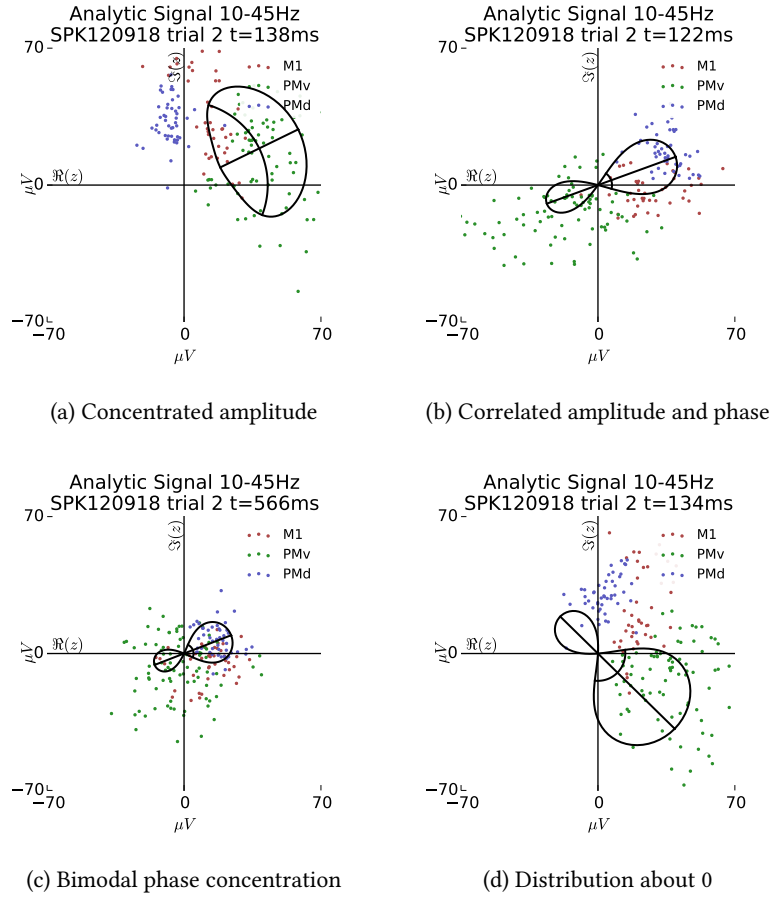 Analytic Signal 10-45Hz
SPK120918 trial 2 t=138ms
70
ℑ(z)
M1
PMv
PMd
μV
0
ℜ(z)
−70
−70
0
70
μV
(a) Concentrated amplitude
Analytic Signal 10-45Hz
SPK120918 trial 2 t=122ms
70
ℑ(z)
M1
PMv
PMd
μV
0
ℜ(z)
−70
−70
0
70
μV
(b) Correlated amplitude and phase
Analytic Signal 10-45Hz
SPK120918 trial 2 t=566ms
70
ℑ(z)
M1
PMv
PMd
μV
0
ℜ(z)
−70
−70
0
70
μV
(c) Bimodal phase concentration
Analytic Signal 10-45Hz
SPK120918 trial 2 t=134ms
70
ℑ(z)
M1
PMv
PMd
μV
0
ℜ(z)
−70
−70
0
70
μV
(d) Distribution about 0